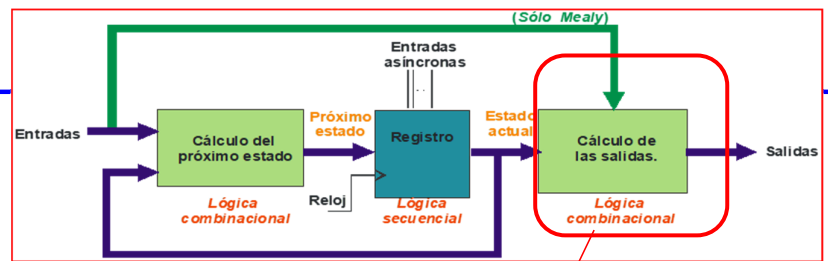 (Sólo Mealy)
Entradas
asíncronas
Entradas
Cálculo del
próximo estado
Próximo
estado
Registro
Estado
actual
Cálculo de
las salidas.
Salidas
Reloj
Lógica
combinacional
Lógica
secuencial
Lógica
combinacional